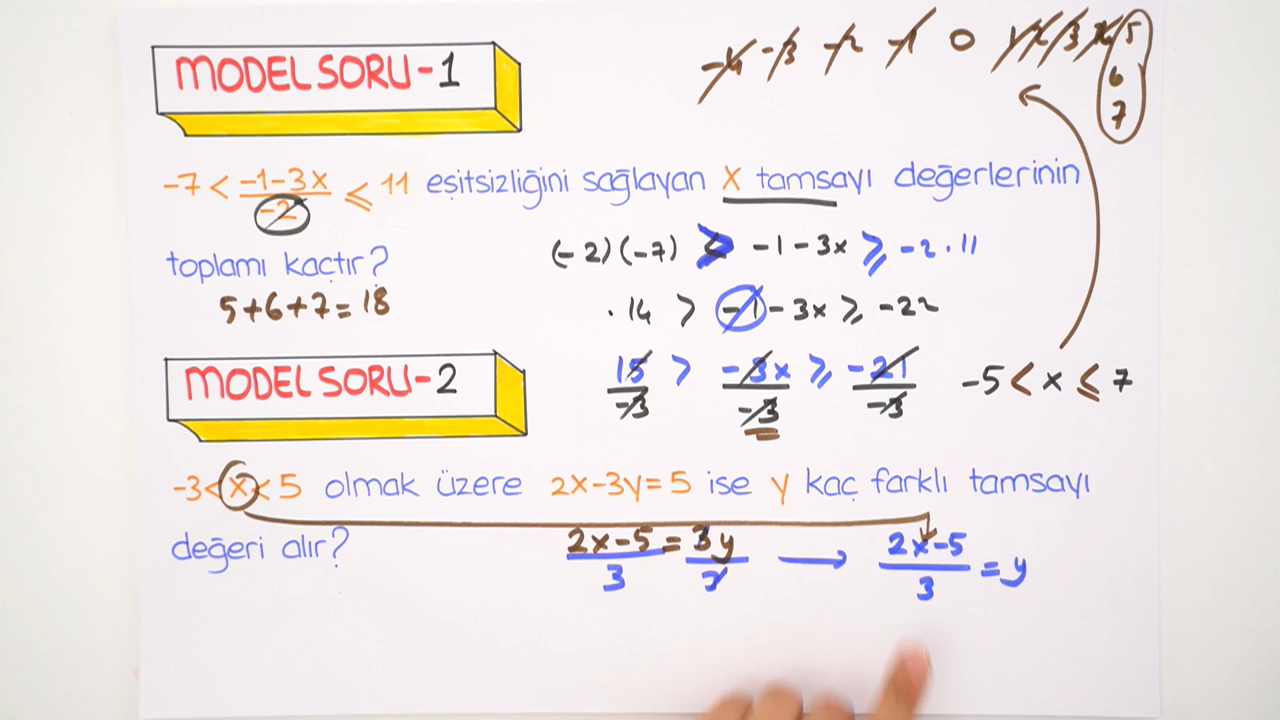 -4 -3 -2 -1 0 1 2 3 4 5
6
7
MODEL SORU-1
-7 < (-1-3x)/(-2) ≤ 11 eşitsizliğini sağlayan x tamsayı değerlerinin
toplamı kaçtır?
5+6+7=18
(-2)(-7) > -1-3x ≥ -2.11
.14 > -1-3x ≥ -22
15/-3 > -3x/-3 ≥ -21/-3
-5 < x ≤ 7
MODEL SORU-2
-3<x<5 olmak üzere 2x-3y=5 ise y kaç farklı tamsayı
değeri alır?
(2x-5)/3 = 3y/3 → (2x-5)/3 = y